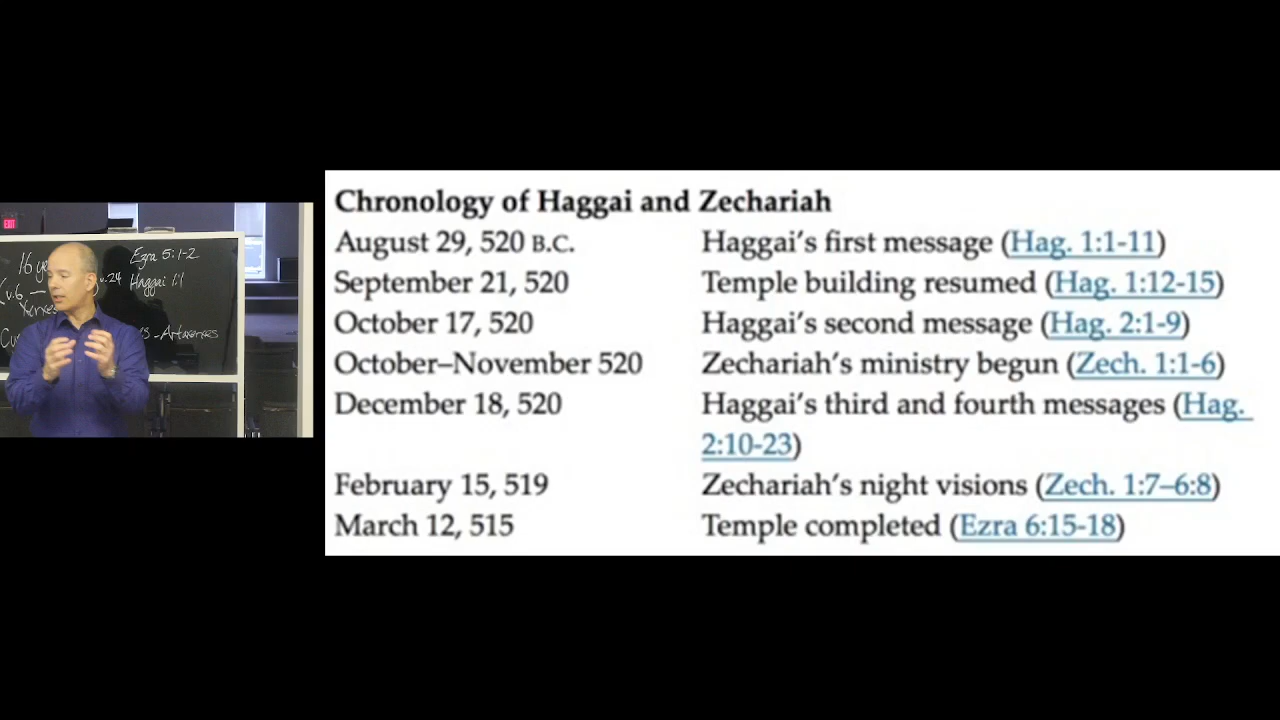 EXIT
16
Ezra 5:1-2
v.24 Haggai 1:1
v.6
Xerxes
Chronology of Haggai and Zechariah
August 29, 520 B.C. Haggai’s first message (Hag. 1:1-11)
September 21, 520 Temple building resumed (Hag. 1:12-15)
October 17, 520 Haggai’s second message (Hag. 2:1-9)
October–November 520 Zechariah’s ministry begun (Zech. 1:1-6)
December 18, 520 Haggai’s third and fourth messages (Hag.
2:10-23)
February 15, 519 Zechariah’s night visions (Zech. 1:7–6:8)
March 12, 515 Temple completed (Ezra 6:15-18)